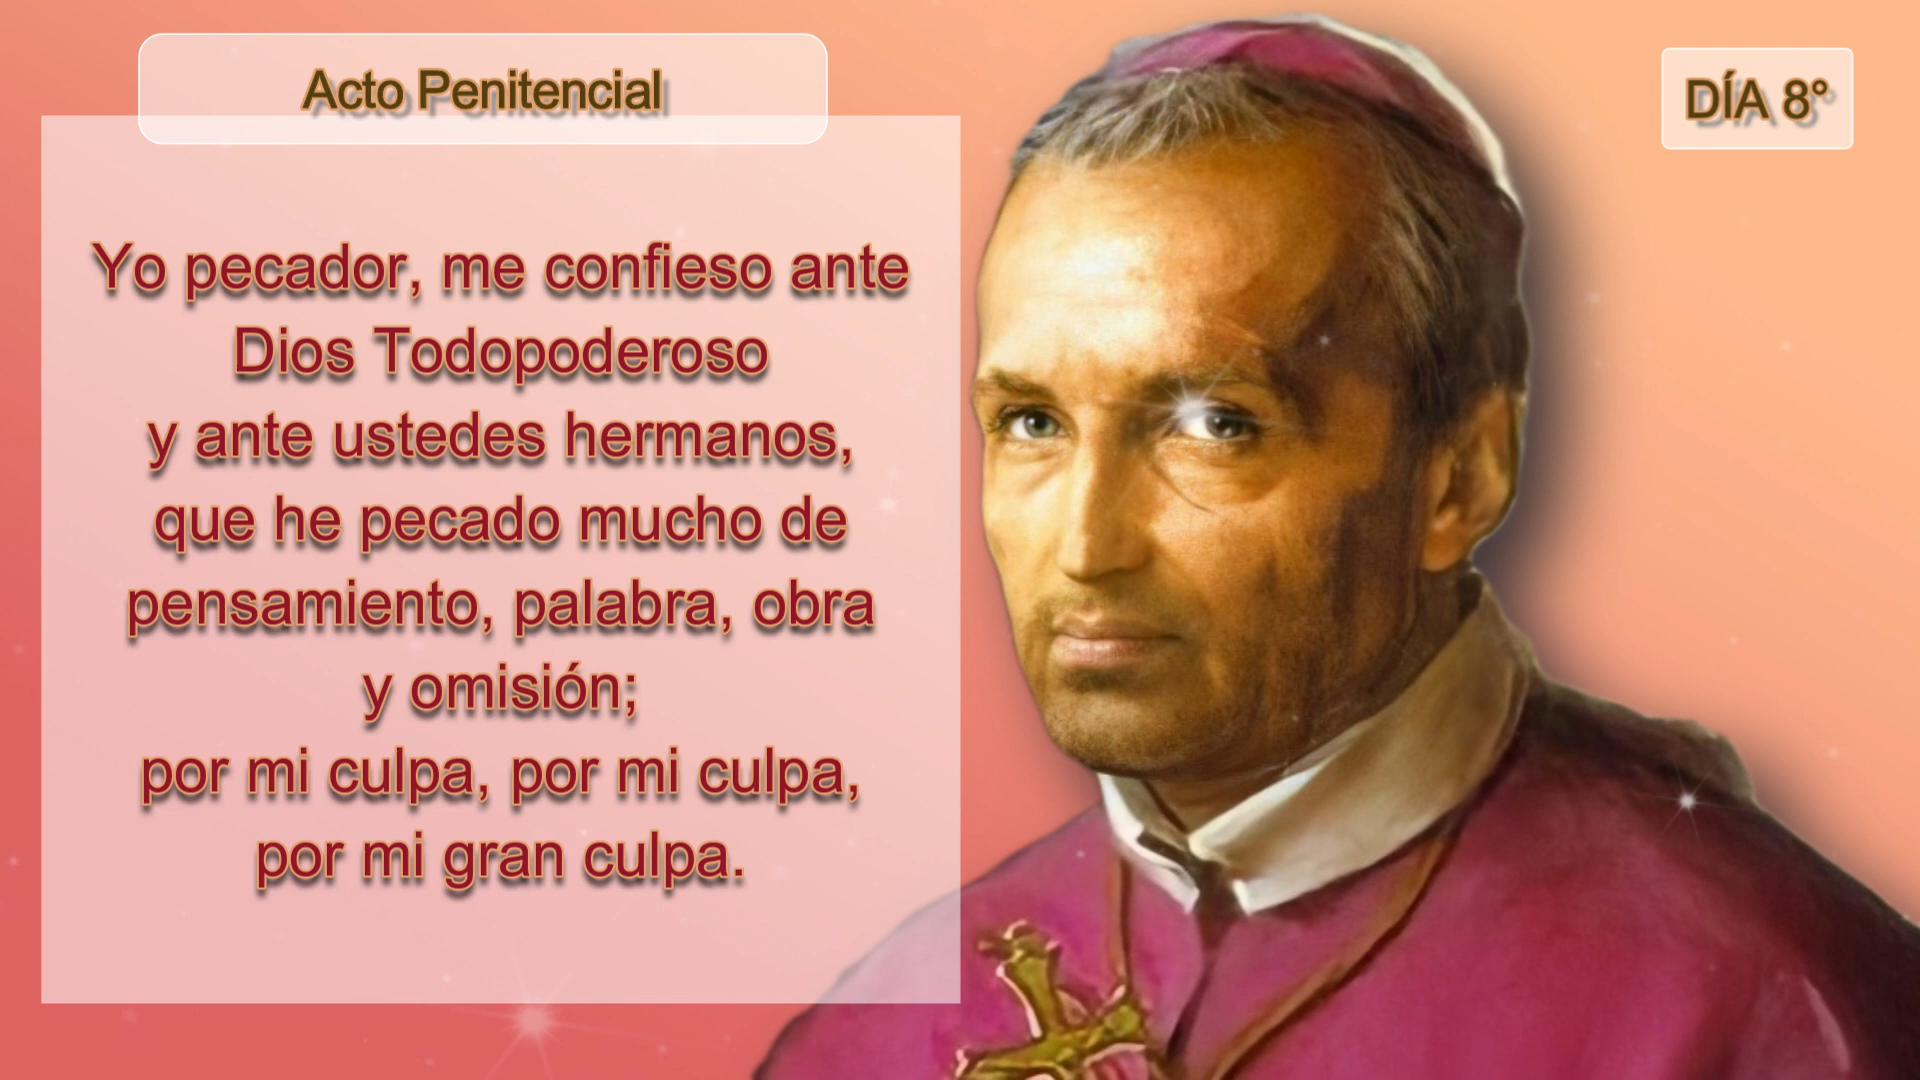 Acto Penitencial
DÍA 8°
Yo pecador, me confieso ante
Dios Todopoderoso
y ante ustedes hermanos,
que he pecado mucho de
pensamiento, palabra, obra
y omisión;
por mi culpa, por mi culpa,
por mi gran culpa.